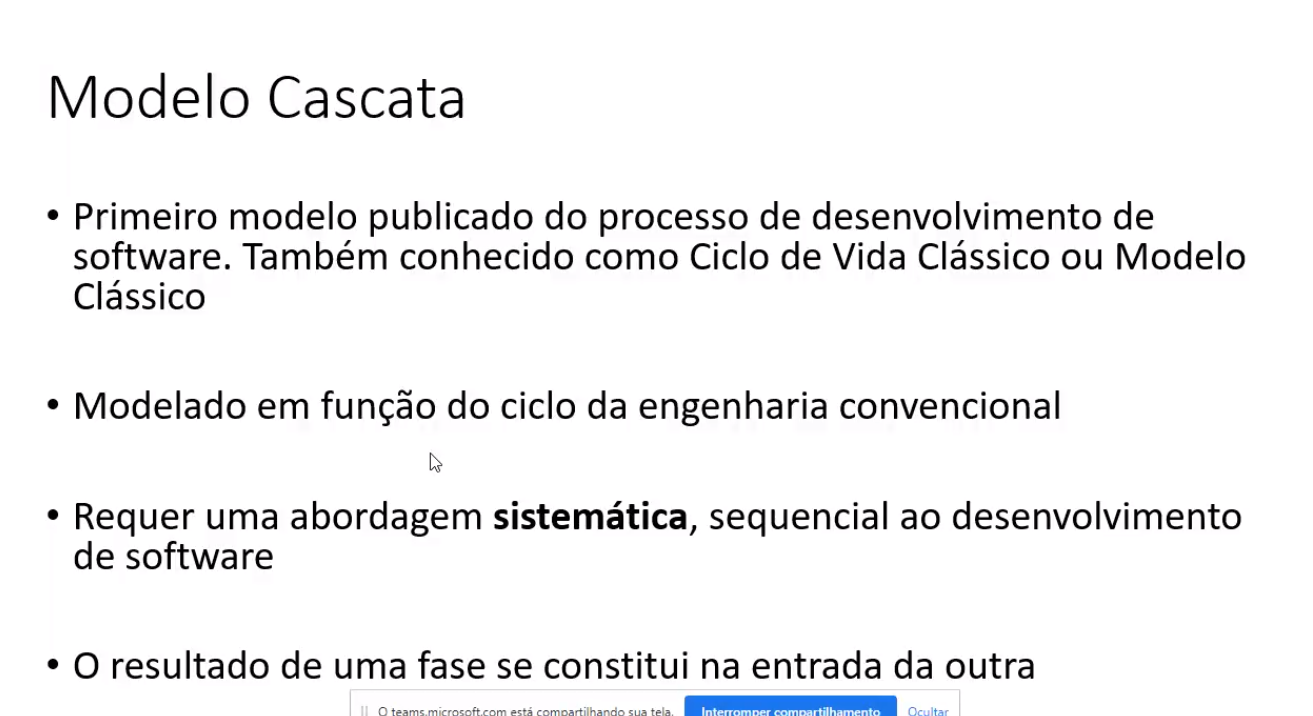 Modelo Cascata
• Primeiro modelo publicado do processo de desenvolvimento de
software. Também conhecido como Ciclo de Vida Clássico ou Modelo
Clássico
• Modelado em função do ciclo da engenharia convencional
• Requer uma abordagem sistemática, sequencial ao desenvolvimento
de software
• O resultado de uma fase se constitui na entrada da outra
O teams.microsoft.com está compartilhando sua tela. Interromper compartilhamento Ocultar